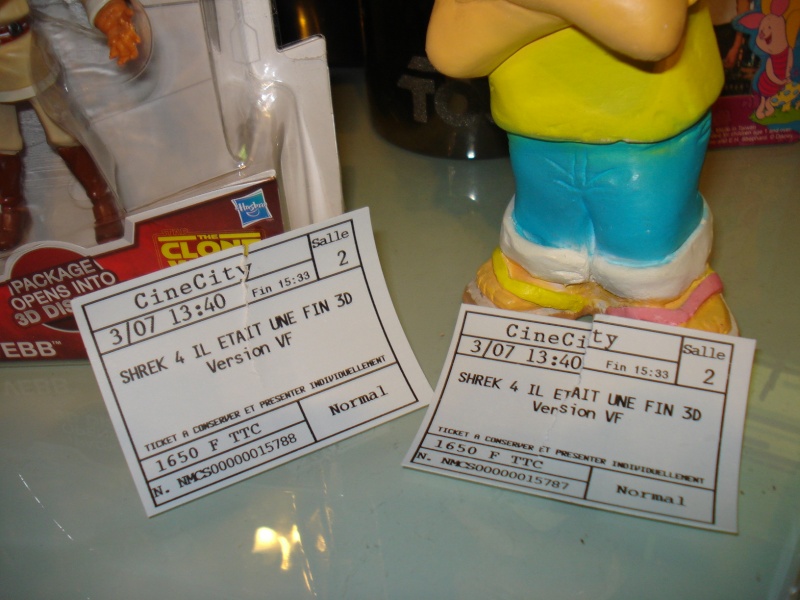 TO
Hasbro
THE
CLONE
PACKAGE
OPENS INTO
3D
EBB™
CineCity
Salle
2
3/07 13:40
Fin 15:33
SHREK 4 IL ETAIT UNE FIN 3D
Version VF
TICKET A CONSERVER ET PRESENTER INDIVIDUELLEMENT
1650 F TTC
Normal
N. NMCS00000015788
CineCity
Salle
2
3/07 13:40
Fin 15:33
SHREK 4 IL ETAIT UNE FIN 3D
Version VF
TICKET A CONSERVER ET PRESENTER INDIVIDUELLEMENT
1650 F TTC
Normal
N. NMCS00000015787